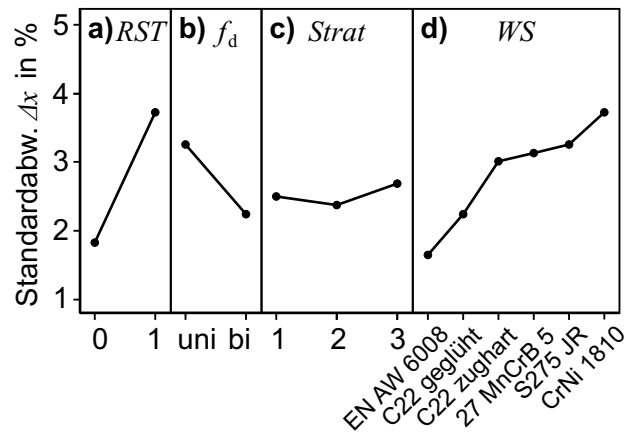 Standardabw. Δx in %
5
4
3
2
1
a) RST
b) fd
c) Strat
d) WS
0 1
uni bi
1 2 3
EN AW 6008
C22 geglüht
C22 zughart
27 MnCrB 5
S275 JR
CrNi 1810